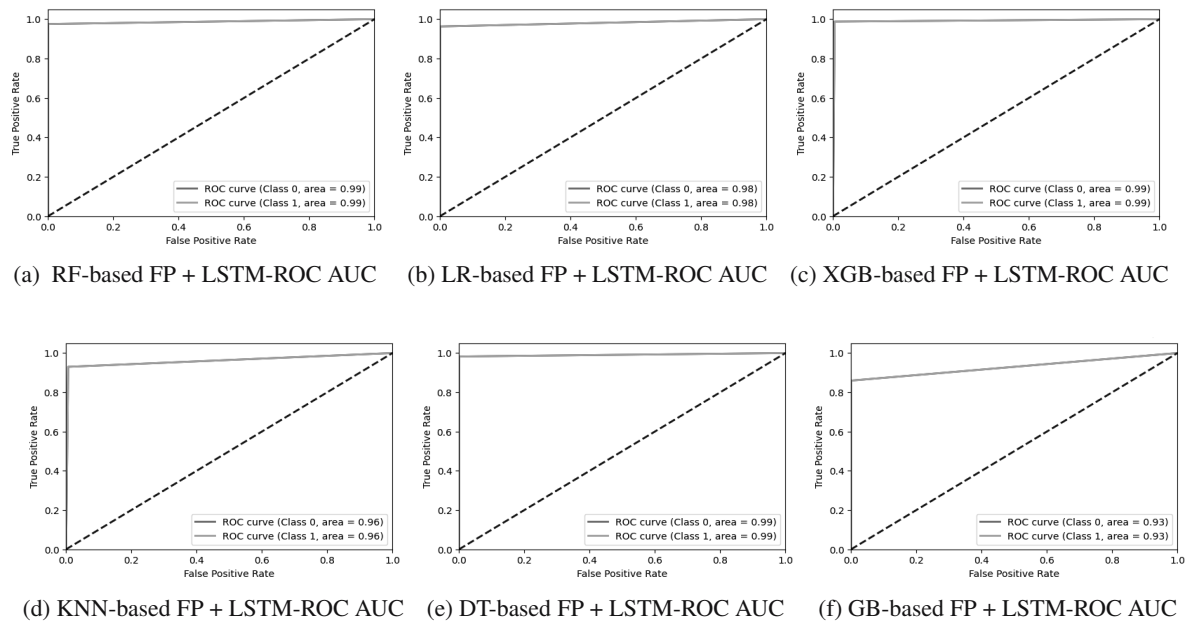 1.0
0.8
0.6
0.4
0.2
0.0
True Positive Rate
ROC curve (Class 0, area = 0.99)
ROC curve (Class 1, area = 0.99)
0.0 0.2 0.4 0.6 0.8 1.0
False Positive Rate
(a) RF-based FP + LSTM-ROC AUC
1.0
0.8
0.6
0.4
0.2
0.0
True Positive Rate
ROC curve (Class 0, area = 0.98)
ROC curve (Class 1, area = 0.98)
0.0 0.2 0.4 0.6 0.8 1.0
False Positive Rate
(b) LR-based FP + LSTM-ROC AUC
1.0
0.8
0.6
0.4
0.2
0.0
True Positive Rate
ROC curve (Class 0, area = 0.99)
ROC curve (Class 1, area = 0.99)
0.0 0.2 0.4 0.6 0.8 1.0
False Positive Rate
(c) XGB-based FP + LSTM-ROC AUC
1.0
0.8
0.6
0.4
0.2
0.0
True Positive Rate
ROC curve (Class 0, area = 0.96)
ROC curve (Class 1, area = 0.96)
0.0 0.2 0.4 0.6 0.8 1.0
False Positive Rate
(d) KNN-based FP + LSTM-ROC AUC
1.0
0.8
0.6
0.4
0.2
0.0
True Positive Rate
ROC curve (Class 0, area = 0.99)
ROC curve (Class 1, area = 0.99)
0.0 0.2 0.4 0.6 0.8 1.0
False Positive Rate
(e) DT-based FP + LSTM-ROC AUC
1.0
0.8
0.6
0.4
0.2
0.0
True Positive Rate
ROC curve (Class 0, area = 0.93)
ROC curve (Class 1, area = 0.93)
0.0 0.2 0.4 0.6 0.8 1.0
False Positive Rate
(f) GB-based FP + LSTM-ROC AUC